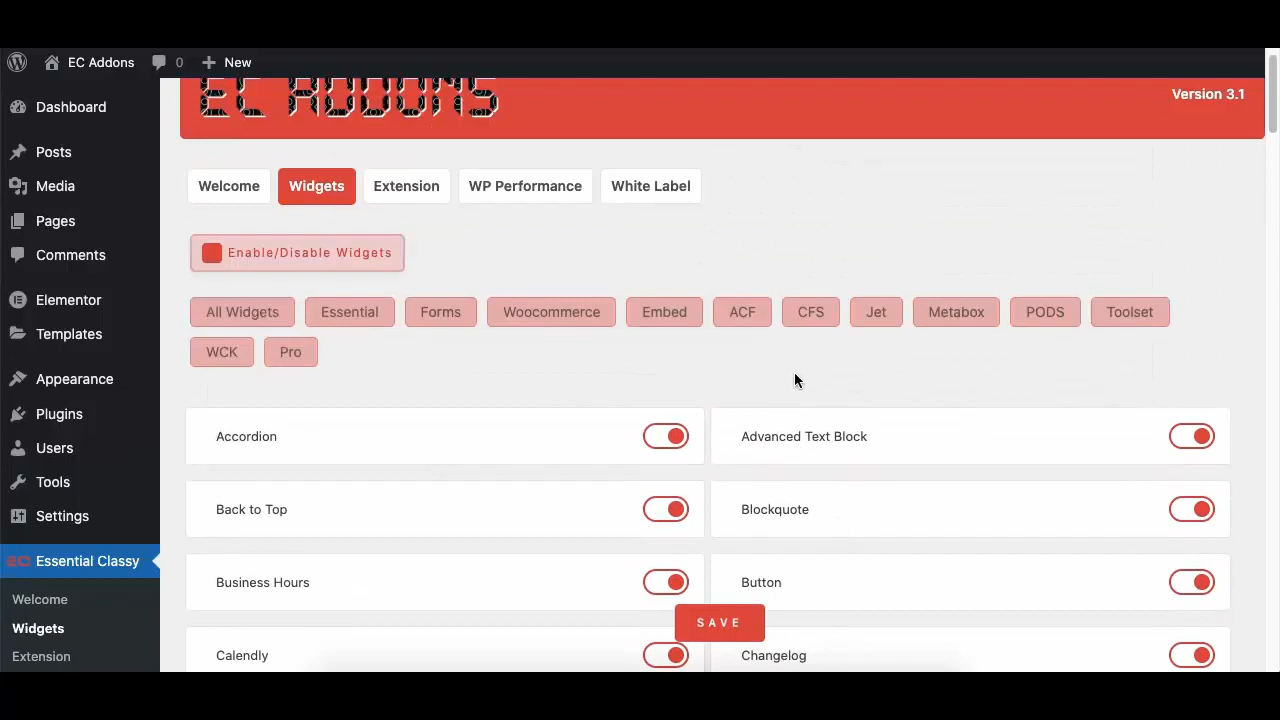 EC Addons 0 New
EC ADDONS
Version 3.1
Dashboard
Posts
Media
Pages
Comments
Elementor
Templates
Appearance
Plugins
Users
Tools
Settings
EC Essential Classy
Welcome
Widgets
Extension
Welcome Widgets Extension WP Performance White Label
Enable/Disable Widgets
All Widgets Essential Forms Woocommerce Embed ACF CFS Jet Metabox PODS Toolset
WCK Pro
Accordion Advanced Text Block
Back to Top Blockquote
Business Hours Button
SAVE
Calendly Changelog